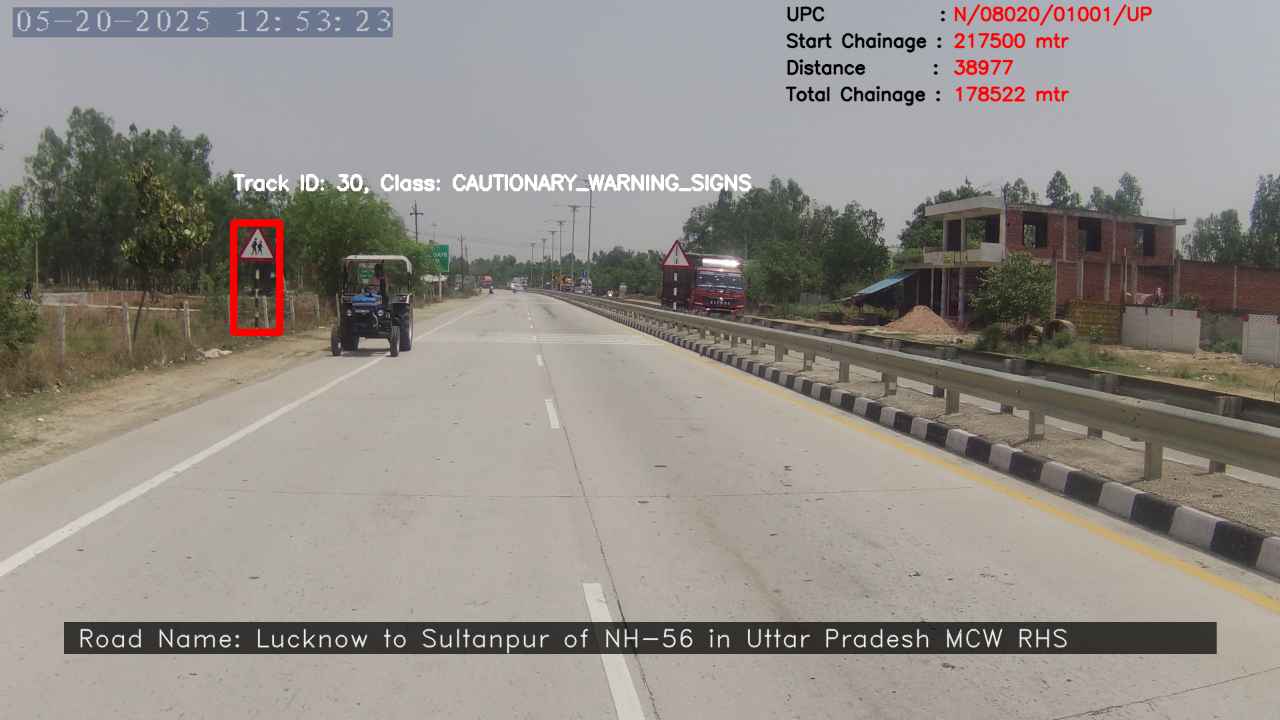 05-20-2025 12:53:23
UPC : N/08020/01001/UP
Start Chainage : 217500 mtr
Distance : 38977
Total Chainage : 178522 mtr
Track ID: 30, Class: CAUTIONARY_WARNING_SIGNS
Road Name: Lucknow to Sultanpur of NH-56 in Uttar Pradesh MCW RHS